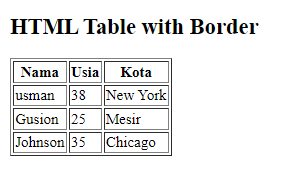 HTML Table with Border
Nama Usia Kota
usman 38 New York
Gusion 25 Mesir
Johnson 35 Chicago